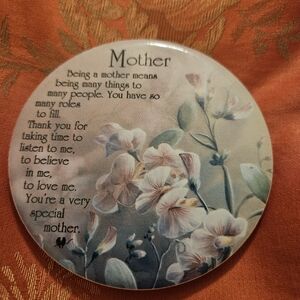 Mother
Being a mother means
being many things to
many people. You have so
many roles
to fill.
Thank you for
taking time to
listen to me,
to believe
in me,
to love me.
You're a very
special
mother.